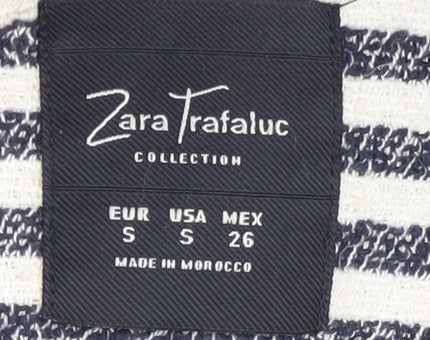 Zara Trafaluc
COLLECTION
EUR USA MEX
S S 26
MADE IN MOROCCO